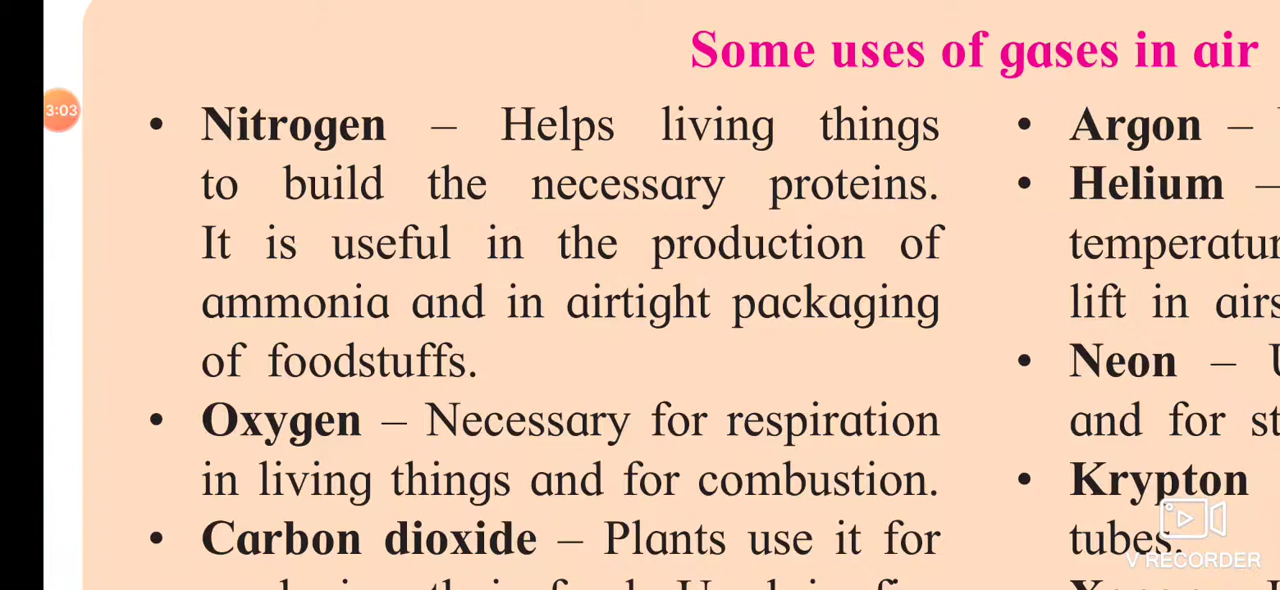 Some uses of gases in air
3:03
• Nitrogen – Helps living things
to build the necessary proteins.
It is useful in the production of
ammonia and in airtight packaging
of foodstuffs.
• Oxygen – Necessary for respiration
in living things and for combustion.
• Carbon dioxide – Plants use it for
• Argon –
• Helium –
lift in
• Neon –
and for
• Krypton
tubes.
V RECORDER